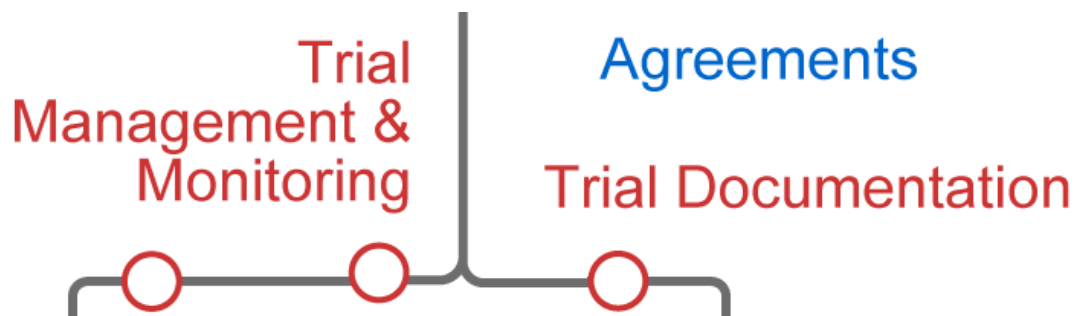 Trial
Management &
Monitoring
Agreements
Trial Documentation